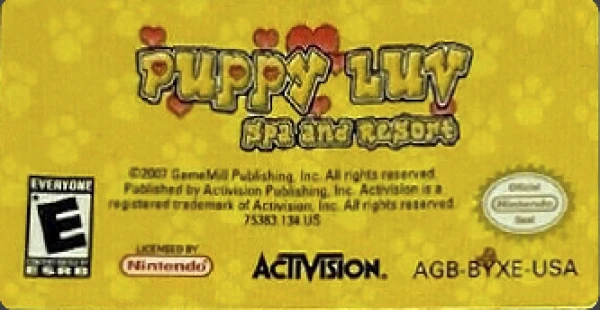 PUPPY LUV
Spa and Resort
©2007 GameMill Publishing, Inc. All rights reserved.
Published by Activision Publishing, Inc. Activision is a
registered trademark of Activision, Inc. All rights reserved.
75383.134.US
EVERYONE
E
ESRB
LICENSED BY
Nintendo
ACTIVISION.
Official
Nintendo
Seal
AGB-BYXE-USA